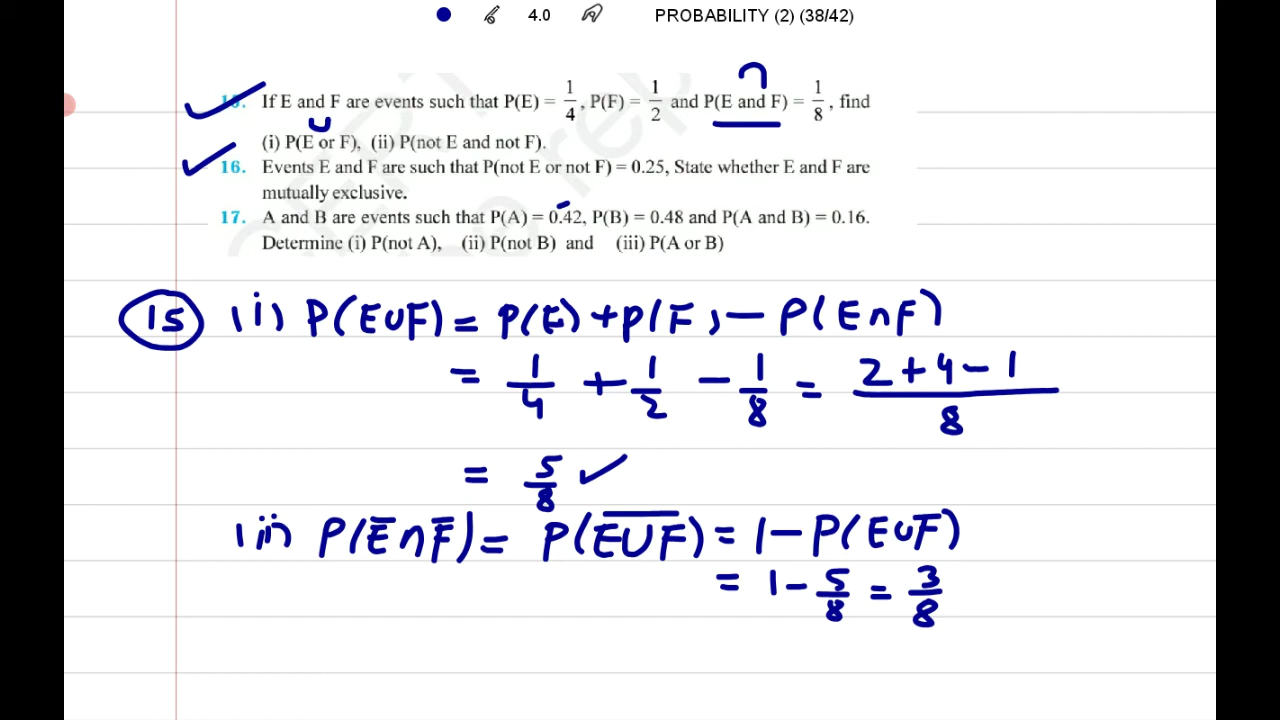 4.0 PROBABILITY (2) (38/42)
15. If E and F are events such that P(E) = 1/4, P(F) = 1/2 and P(E and F) = 1/8, find
(i) P(E or F), (ii) P(not E and not F).
16. Events E and F are such that P(not E or not F) = 0.25, State whether E and F are
mutually exclusive.
17. A and B are events such that P(A) = 0.42, P(B) = 0.48 and P(A and B) = 0.16.
Determine (i) P(not A), (ii) P(not B) and (iii) P(A or B)
15 (i) P(E∪F) = P(E) + P(F) − P(E∩F)
= 1/4 + 1/2 − 1/8 = (2+4−1)/8
= 5/8 ✓
(ii) P(E̅∩F̅) = P(E̅∪̅F̅) = 1 − P(E∪F)
= 1 − 5/8 = 3/8